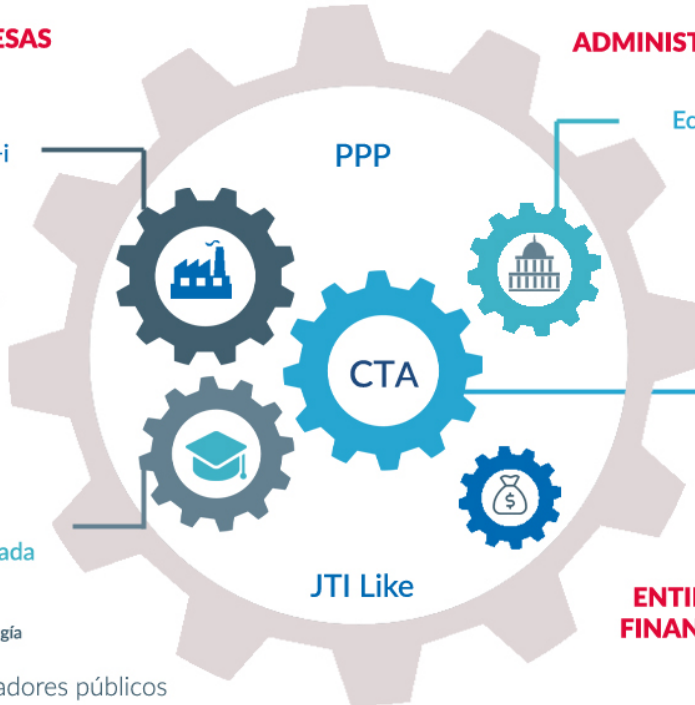 ESAS
ADMINIST
Ec
-i
PPP
CTA
$
ada
JTI Like
ENTI
FINAN
gía
adores públicos